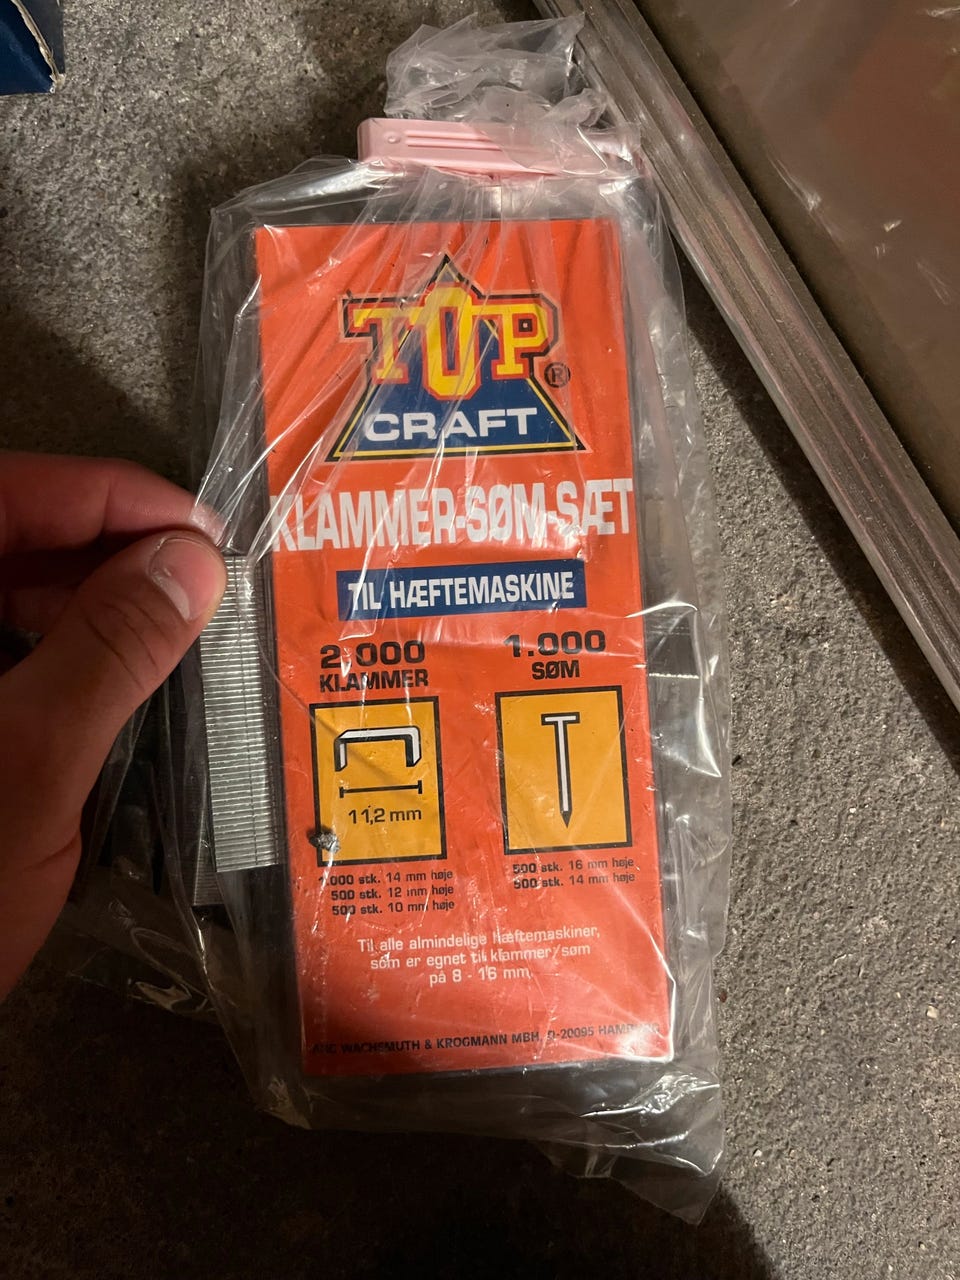 TOP
®
CRAFT
KLAMMER-SØM-SÆT
TIL HÆFTEMASKINE
2.000
KLAMMER
1.000
SØM
11,2 mm
1.000 stk. 14 mm høje
500 stk. 12 mm høje
500 stk. 10 mm høje
500 stk. 16 mm høje
500 stk. 14 mm høje
Til alle almindelige hæftemaskiner,
som er egnet til klammer/søm
på 8 - 16 mm.
WACHSMUTH & KROGMANN MBH, D-20095 HAMBURG